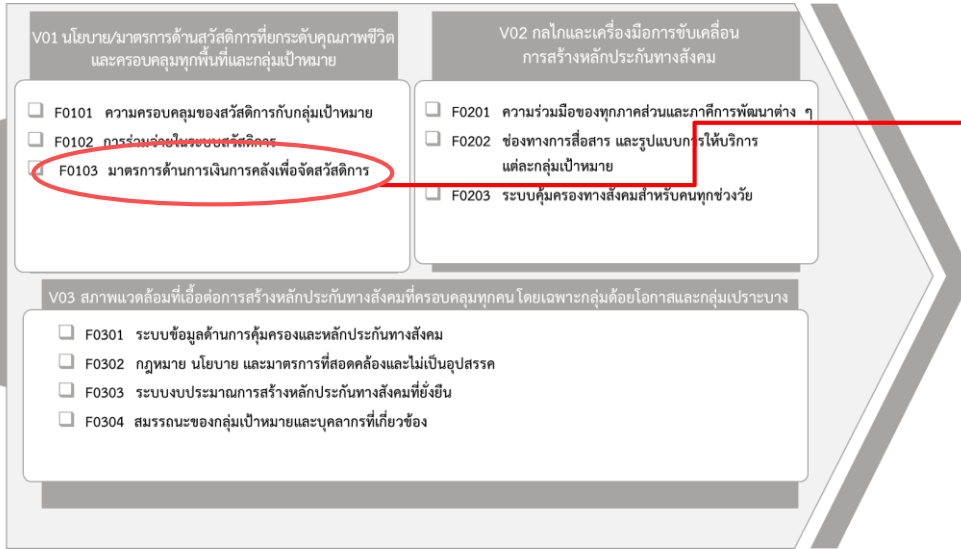 V01 นโยบาย/มาตรการด้านสวัสดิการที่ยกระดับคุณภาพชีวิต
และครอบคลุมทุกพื้นที่และกลุ่มเป้าหมาย
F0101 ความครอบคลุมของสวัสดิการกับกลุ่มเป้าหมาย
F0102 การร่วมจ่ายในระบบสวัสดิการ
F0103 มาตรการด้านการเงินการคลังเพื่อจัดสวัสดิการ
V02 กลไกและเครื่องมือการขับเคลื่อน
การสร้างหลักประกันทางสังคม
F0201 ความร่วมมือของทุกภาคส่วนและภาคีการพัฒนาต่าง ๆ
F0202 ช่องทางการสื่อสาร และรูปแบบการให้บริการ
แต่ละกลุ่มเป้าหมาย
F0203 ระบบคุ้มครองทางสังคมสำหรับคนทุกช่วงวัย
V03 สภาพแวดล้อมที่เอื้อต่อการสร้างหลักประกันทางสังคมที่ครอบคลุมทุกคน โดยเฉพาะกลุ่มด้อยโอกาสและกลุ่มเปราะบาง
F0301 ระบบข้อมูลด้านการคุ้มครองและหลักประกันทางสังคม
F0302 กฎหมาย นโยบาย และมาตรการที่สอดคล้องและไม่เป็นอุปสรรค
F0303 ระบบงบประมาณการสร้างหลักประกันทางสังคมที่ยั่งยืน
F0304 สมรรถนะของกลุ่มเป้าหมายและบุคลากรที่เกี่ยวข้อง